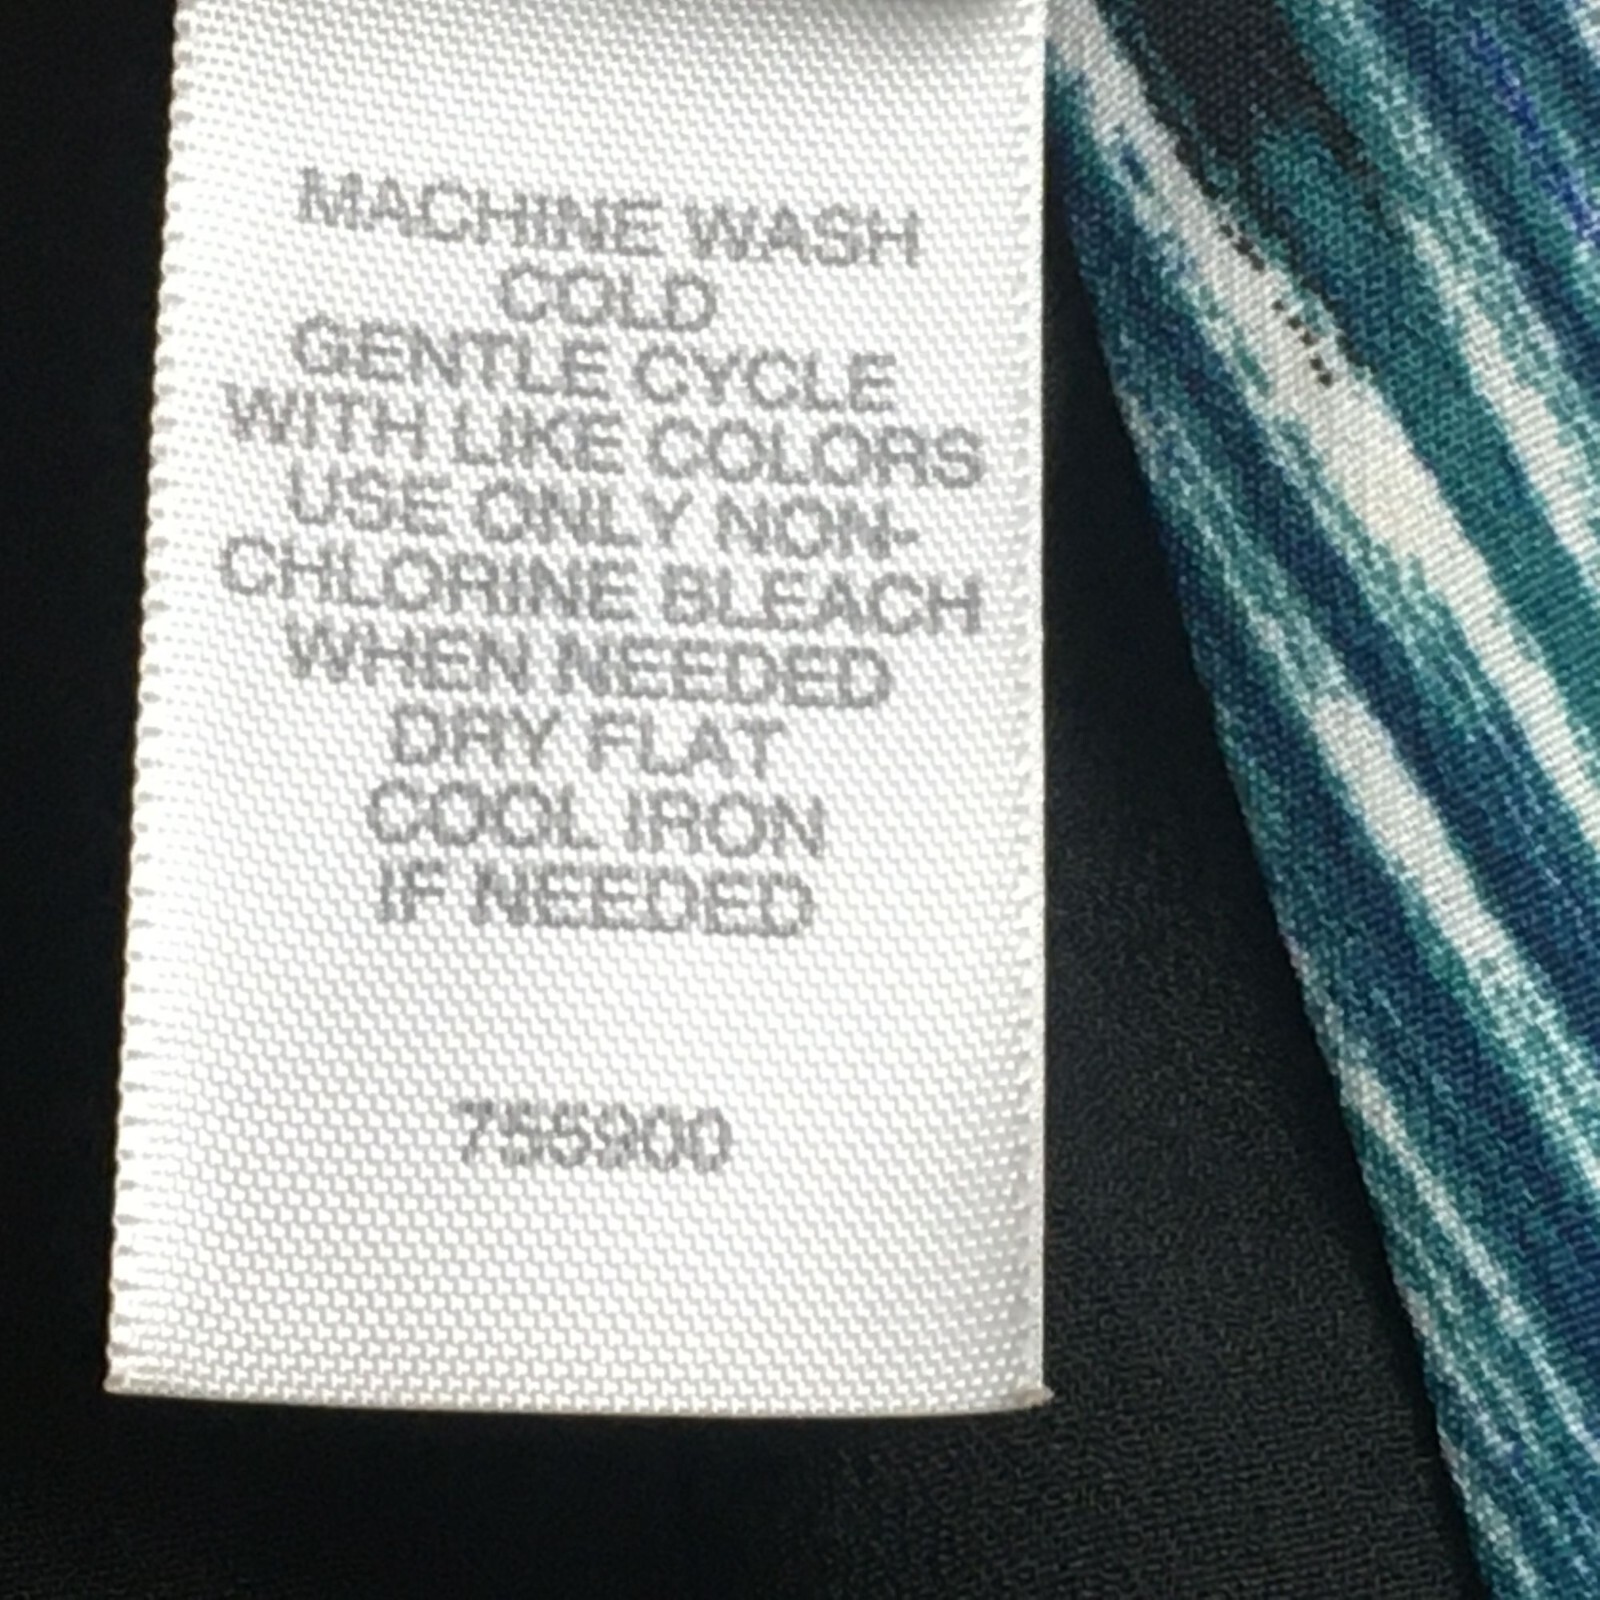 MACHINE WASH
COLD
GENTLE CYCLE
WITH LIKE COLORS
USE ONLY NON-
CHLORINE BLEACH
WHEN NEEDED
DRY FLAT
COOL IRON
IF NEEDED
755900